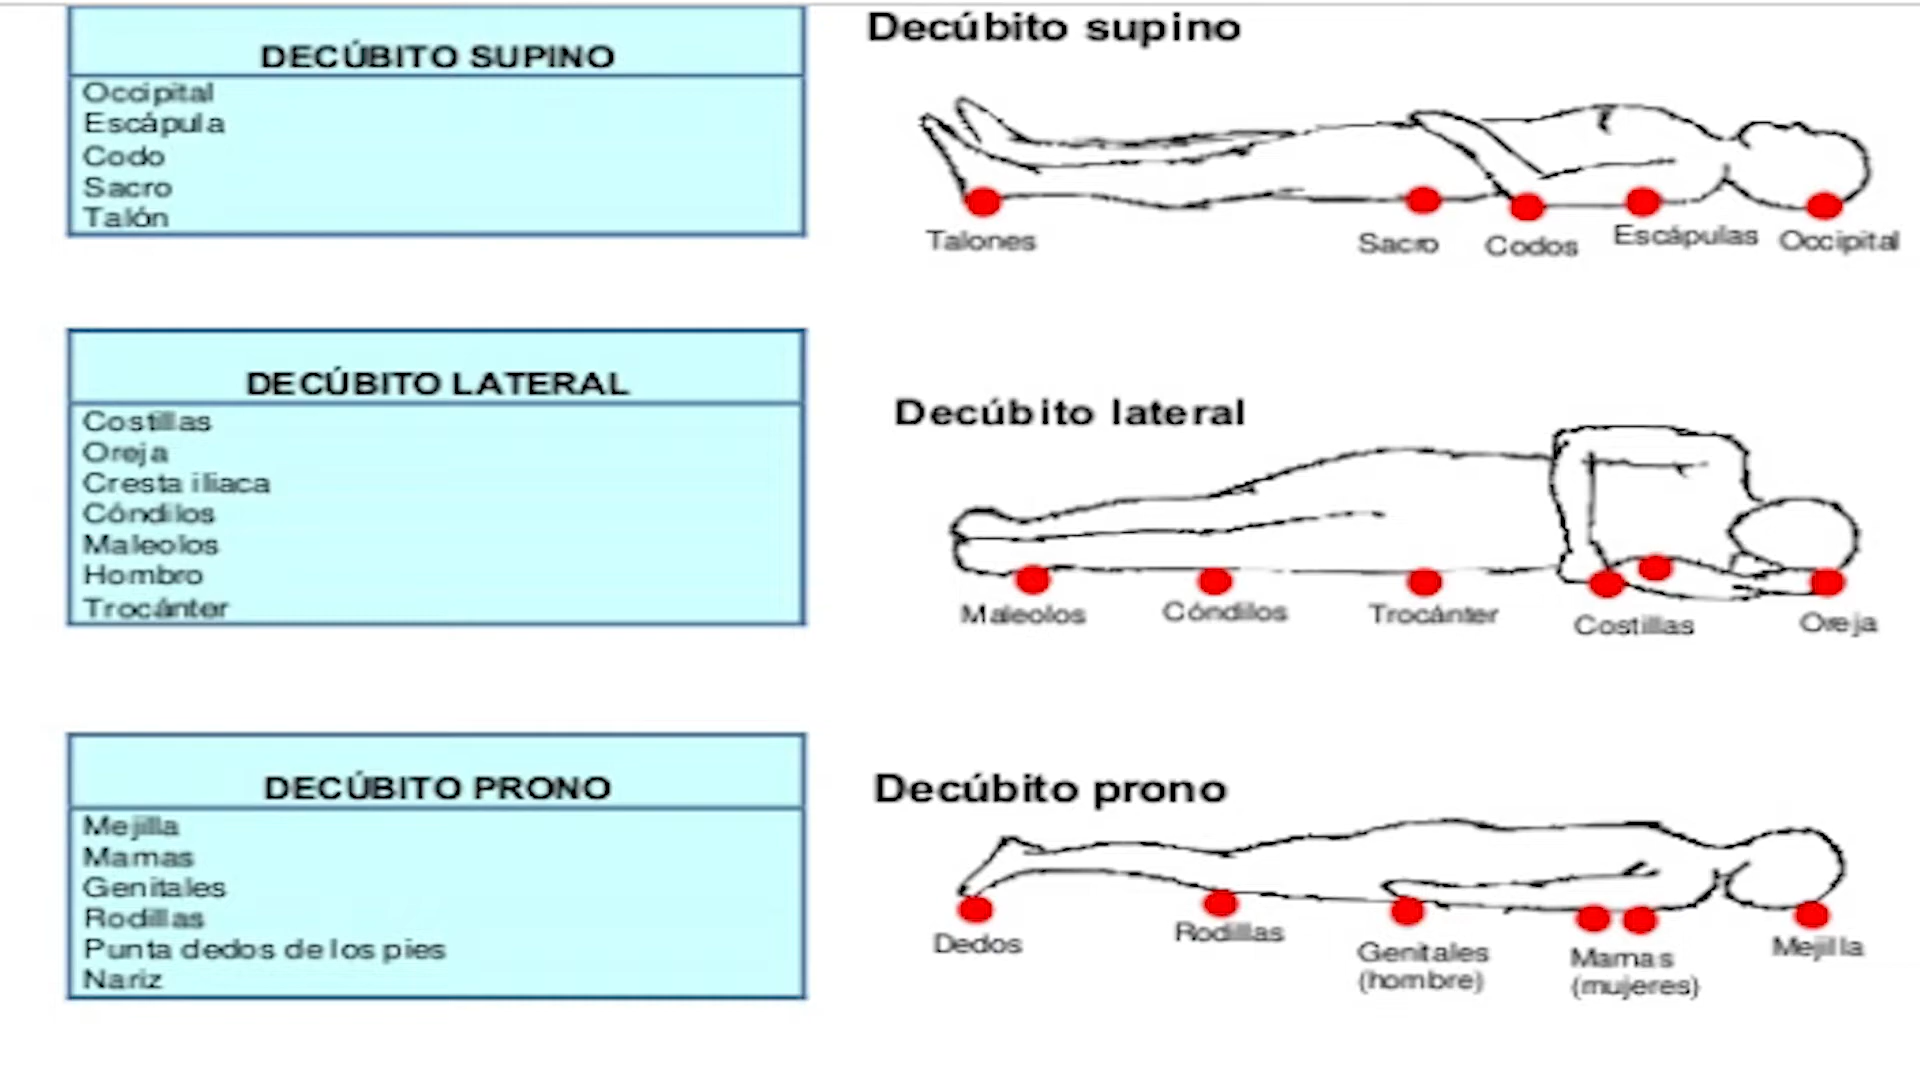 DECÚBITO SUPINO
Occipital
Escápula
Codo
Sacro
Talón
Decúbito supino
Talones
Sacro
Codos
Escápulas
Occipital
DECÚBITO LATERAL
Costillas
Oreja
Cresta iliaca
Cóndilos
Maleolos
Hombro
Trocánter
Decúbito lateral
Maleolos
Cóndilos
Trocánter
Costillas
Oreja
DECÚBITO PRONO
Mejilla
Mamas
Genitales
Rodillas
Punta dedos de los pies
Nariz
Decúbito prono
Dedos
Rodillas
Genitales
(hombre)
Mamas
(mujeres)
Mejilla